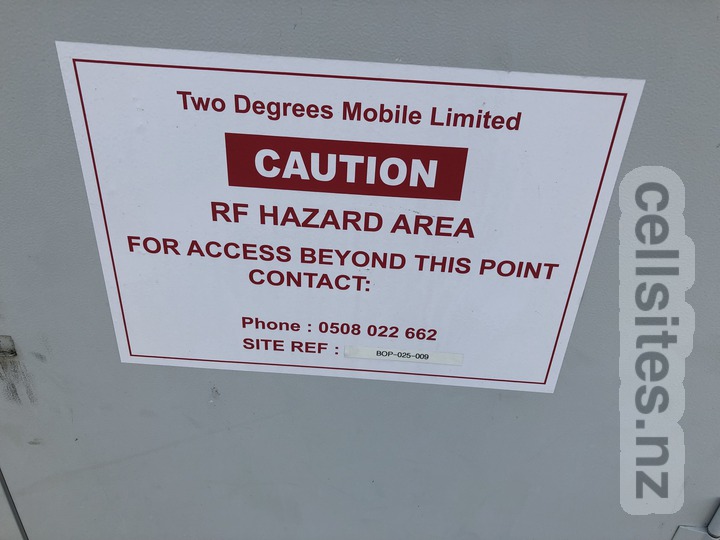 Two Degrees Mobile Limited
CAUTION
RF HAZARD AREA
FOR ACCESS BEYOND THIS POINT
CONTACT:
Phone : 0508 022 662
SITE REF : BOP-025-009
cellsites.nz